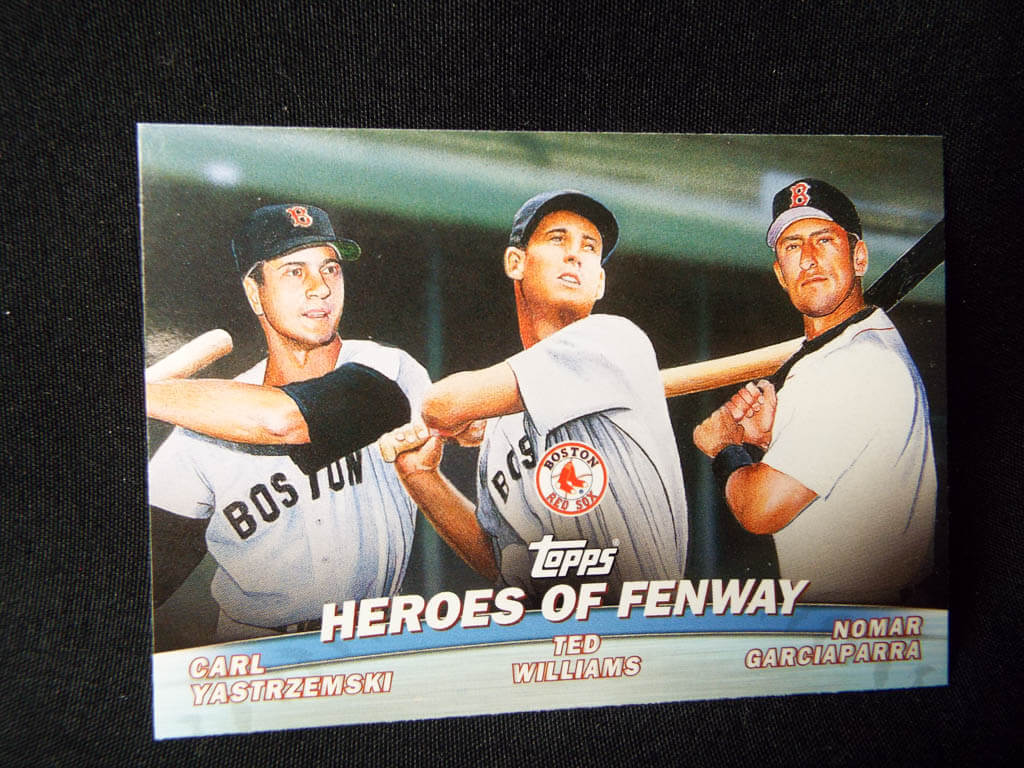 B
B
BOSTON
BOS
BOSTON
RED SOX
TOPPS
HEROES OF FENWAY
CARL
YASTRZEMSKI
TED
WILLIAMS
NOMAR
GARCIAPARRA